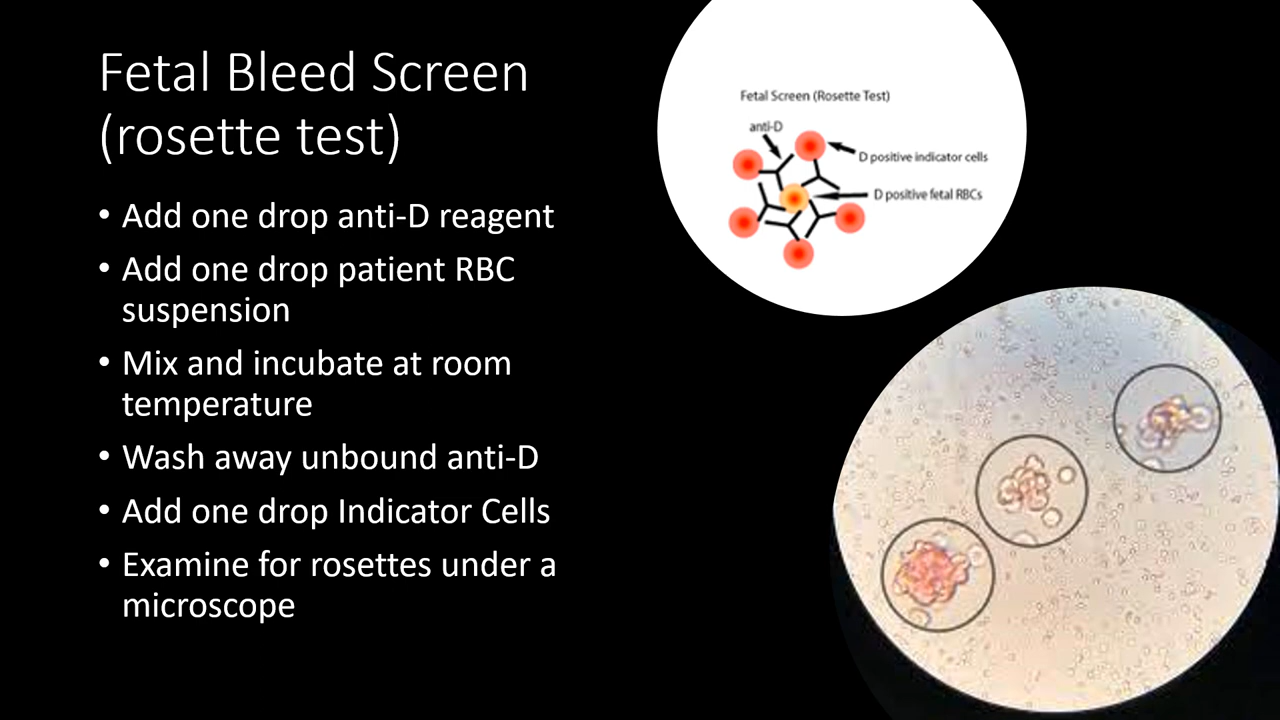 Fetal Bleed Screen
(rosette test)
• Add one drop anti-D reagent
• Add one drop patient RBC
suspension
• Mix and incubate at room
temperature
• Wash away unbound anti-D
• Add one drop Indicator Cells
• Examine for rosettes under a
microscope
Fetal Screen (Rosette Test)
anti-D
D positive indicator cells
D positive fetal RBCs